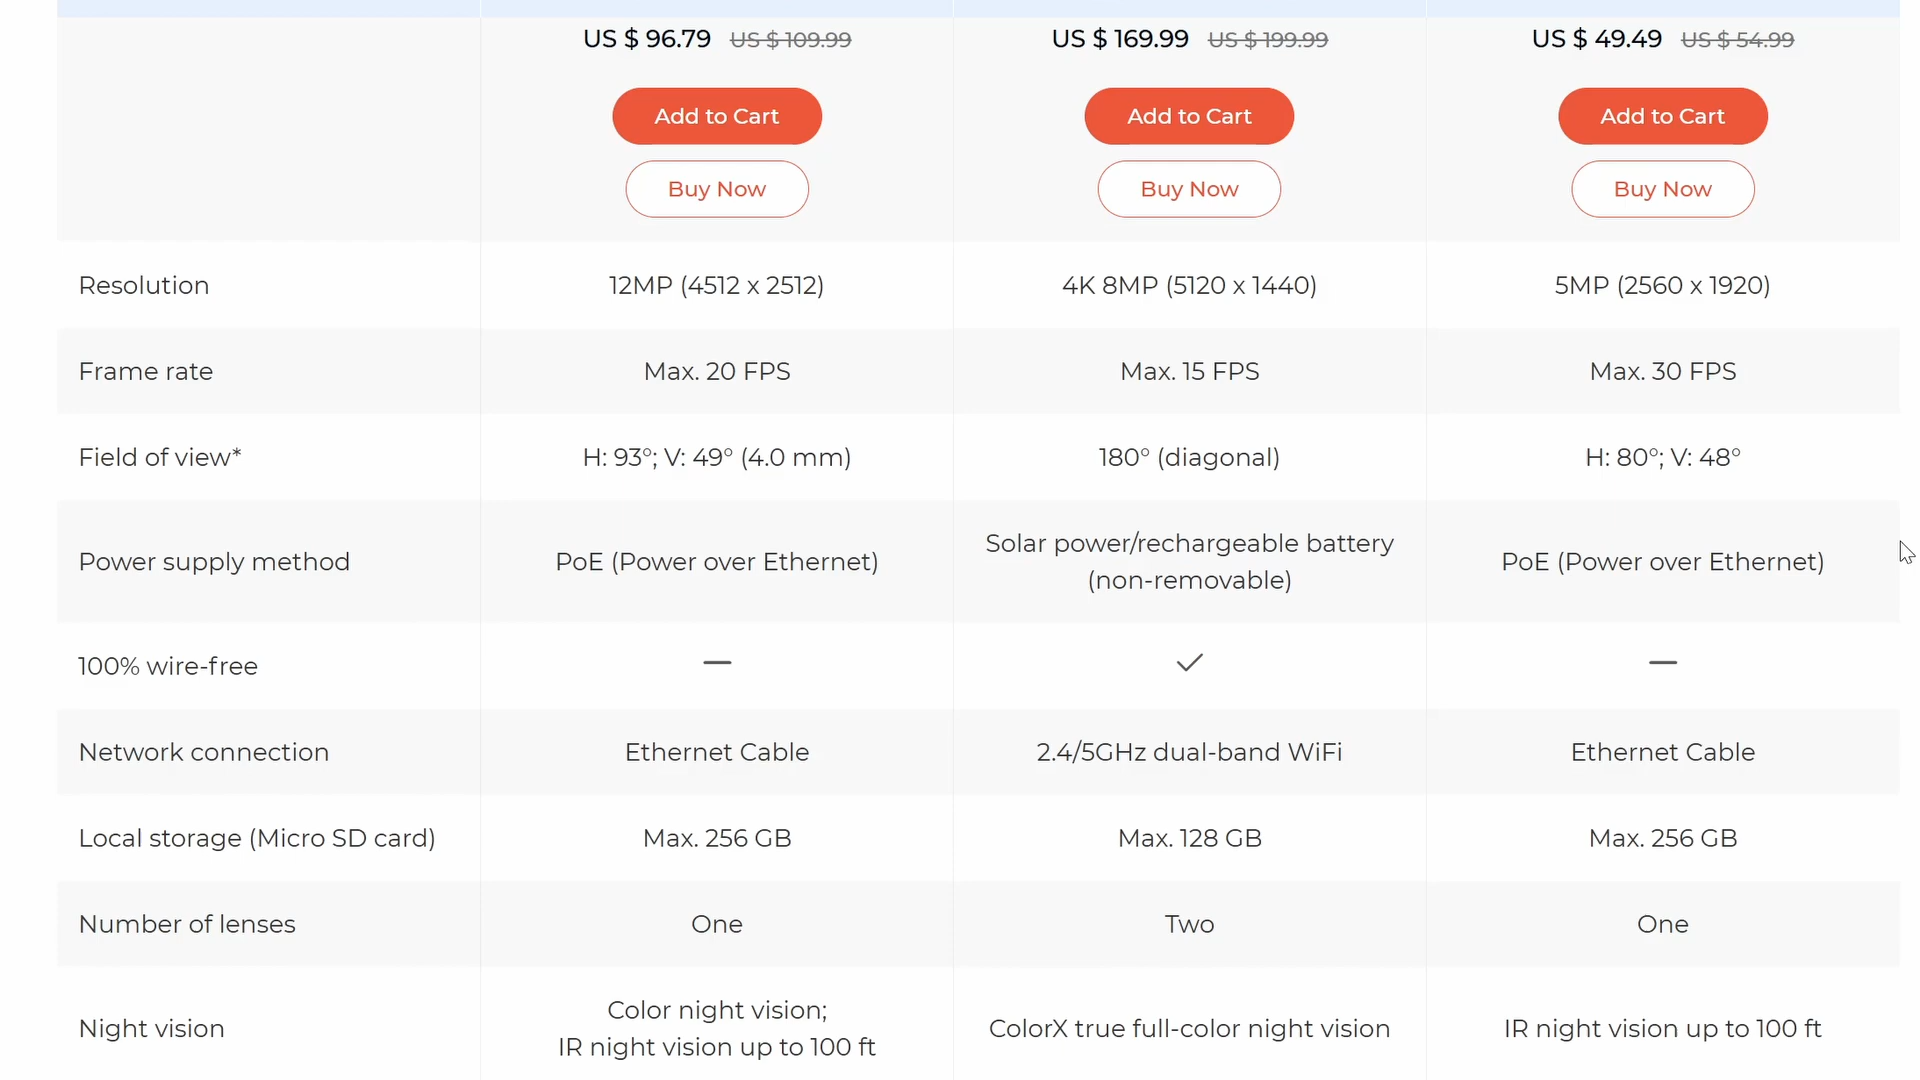 US $ 96.79 US $ 109.99 US $ 169.99 US $ 199.99 US $ 49.49 US $ 54.99
Add to Cart Add to Cart Add to Cart
Buy Now Buy Now Buy Now
Resolution 12MP (4512 x 2512) 4K 8MP (5120 x 1440) 5MP (2560 x 1920)
Frame rate Max. 20 FPS Max. 15 FPS Max. 30 FPS
Field of view* H: 93°; V: 49° (4.0 mm) 180° (diagonal) H: 80°; V: 48°
Power supply method PoE (Power over Ethernet) Solar power/rechargeable battery PoE (Power over Ethernet)
(non-removable)
100% wire-free
Network connection Ethernet Cable 2.4/5GHz dual-band WiFi Ethernet Cable
Local storage (Micro SD card) Max. 256 GB Max. 128 GB Max. 256 GB
Number of lenses One Two One
Night vision Color night vision; ColorX true full-color night vision IR night vision up to 100 ft
IR night vision up to 100 ft